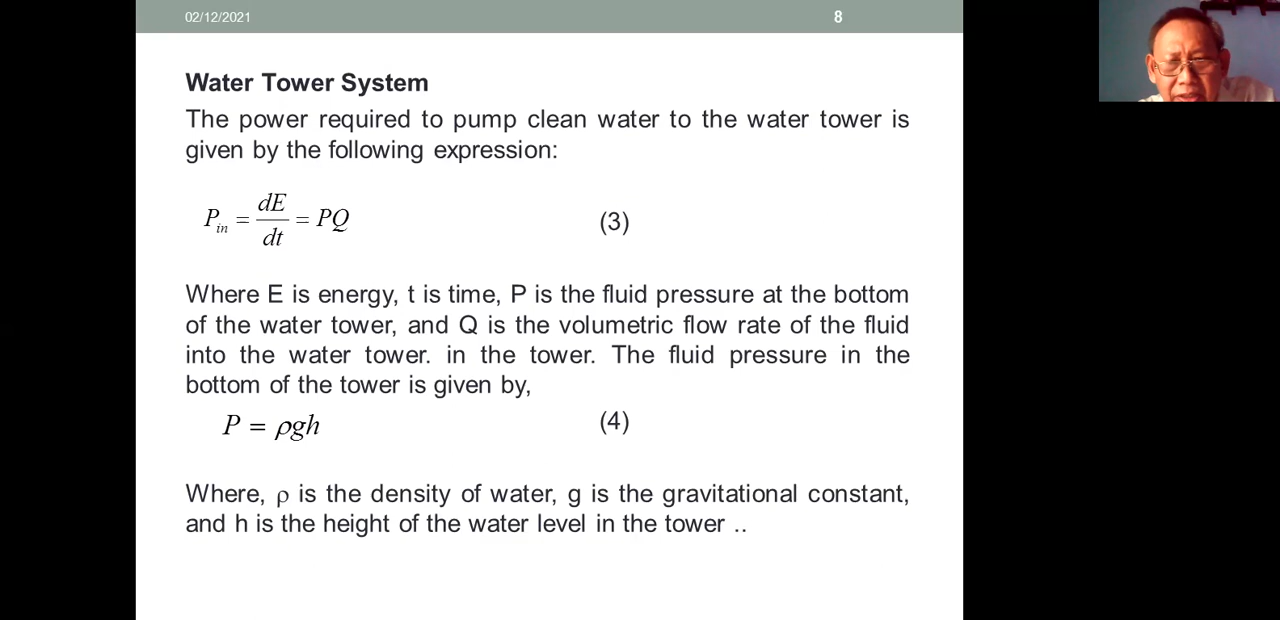 02/12/2021 8
Water Tower System
The power required to pump clean water to the water tower is
given by the following expression:
P_in = dE/dt = PQ (3)
Where E is energy, t is time, P is the fluid pressure at the bottom
of the water tower, and Q is the volumetric flow rate of the fluid
into the water tower. in the tower. The fluid pressure in the
bottom of the tower is given by,
P = ρgh (4)
Where, ρ is the density of water, g is the gravitational constant,
and h is the height of the water level in the tower ..